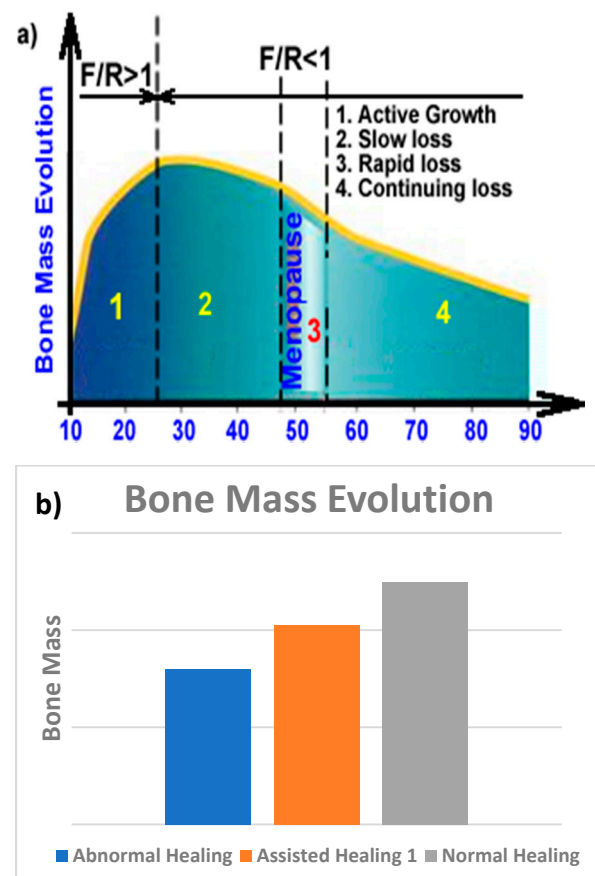 a)
F/R>1
F/R<1
1. Active Growth
2. Slow loss
3. Rapid loss
4. Continuing loss
Bone Mass Evolution
1
2
Menopause
3
4
10 20 30 40 50 60 70 80 90
b)
Bone Mass Evolution
Bone Mass
Abnormal Healing Assisted Healing 1 Normal Healing